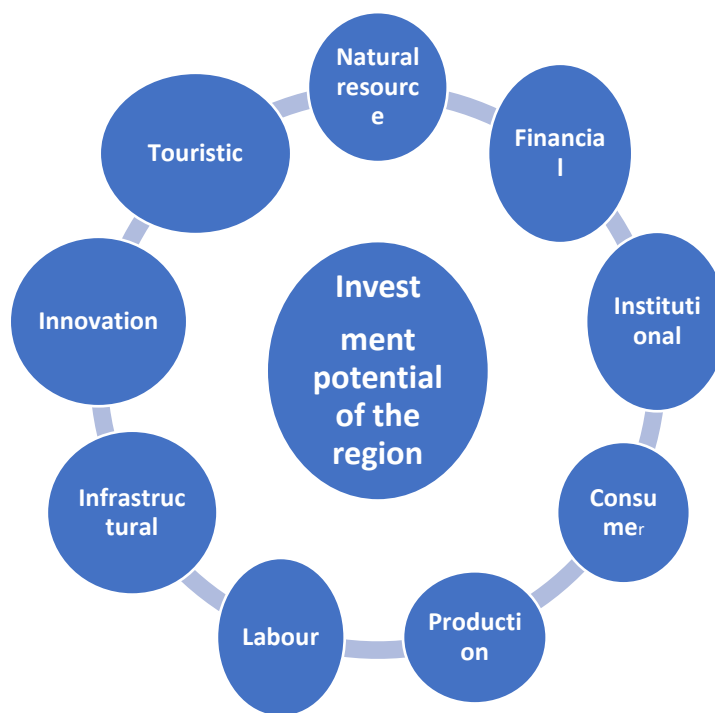 Natural
resourc
e
Financia
l
Instituti
onal
Consu
mer
Producti
on
Labour
Infrastruc
tural
Innovation
Touristic
Invest
ment
potential
of the
region